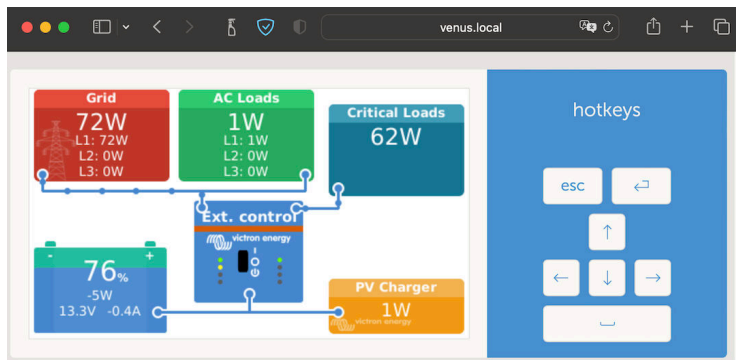 venus.local
Grid
72W
L1: 72W
L2: 0W
L3: 0W
AC Loads
1W
L1: 1W
L2: 0W
L3: 0W
Critical Loads
62W
Ext. control
victron energy
I
O
- +
76%
-5W
13.3V -0.4A
PV Charger
1W
victron energy
hotkeys
esc